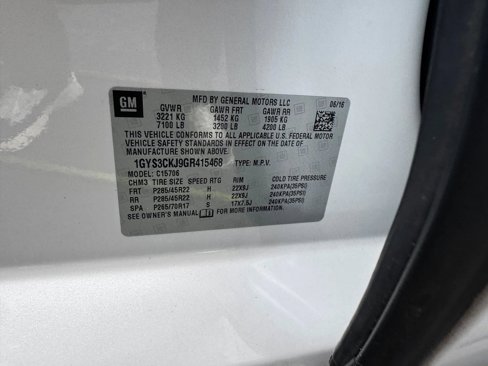 GM
MFD BY GENERAL MOTORS LLC 06/16
GVWR GAWR FRT GAWR RR
3221 KG 1452 KG 1905 KG
7100 LB 3200 LB 4200 LB
THIS VEHICLE CONFORMS TO ALL APPLICABLE U.S. FEDERAL MOTOR
VEHICLE SAFETY STANDARDS IN EFFECT ON THE DATE OF
MANUFACTURE SHOWN ABOVE.
1GYS3CKJ9GR415468 TYPE: M.P.V.
MODEL: C15706
CHM3 TIRE SIZE SPEED RTG RIM COLD TIRE PRESSURE
FRT P285/45R22 H 22X9J 240KPA(35PSI)
RR P285/45R22 H 22X9J 240KPA(35PSI)
SPA P265/70R17 S 17X7.5J 240KPA(35PSI)
SEE OWNER'S MANUAL FOR MORE INFORMATION.